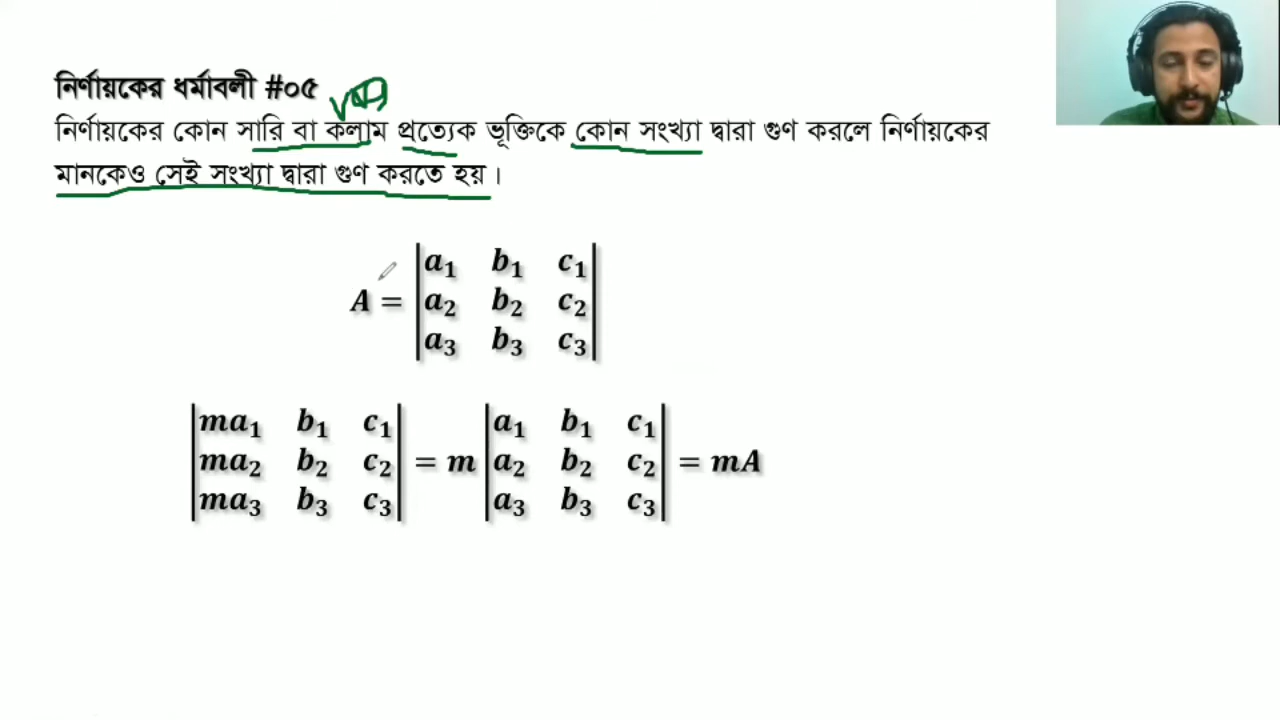 নির্ণায়কের ধর্মাবলী #০৫
নির্ণায়কের কোন সারি বা কলাম প্রত্যেক ভূক্তিকে কোন সংখ্যা দ্বারা গুণ করলে নির্ণায়কের
মানকেও সেই সংখ্যা দ্বারা গুণ করতে হয়।
A = |a₁ b₁ c₁|
|a₂ b₂ c₂|
|a₃ b₃ c₃|
|ma₁ b₁ c₁| = m |a₁ b₁ c₁| = mA
|ma₂ b₂ c₂| |a₂ b₂ c₂|
|ma₃ b₃ c₃| |a₃ b₃ c₃|